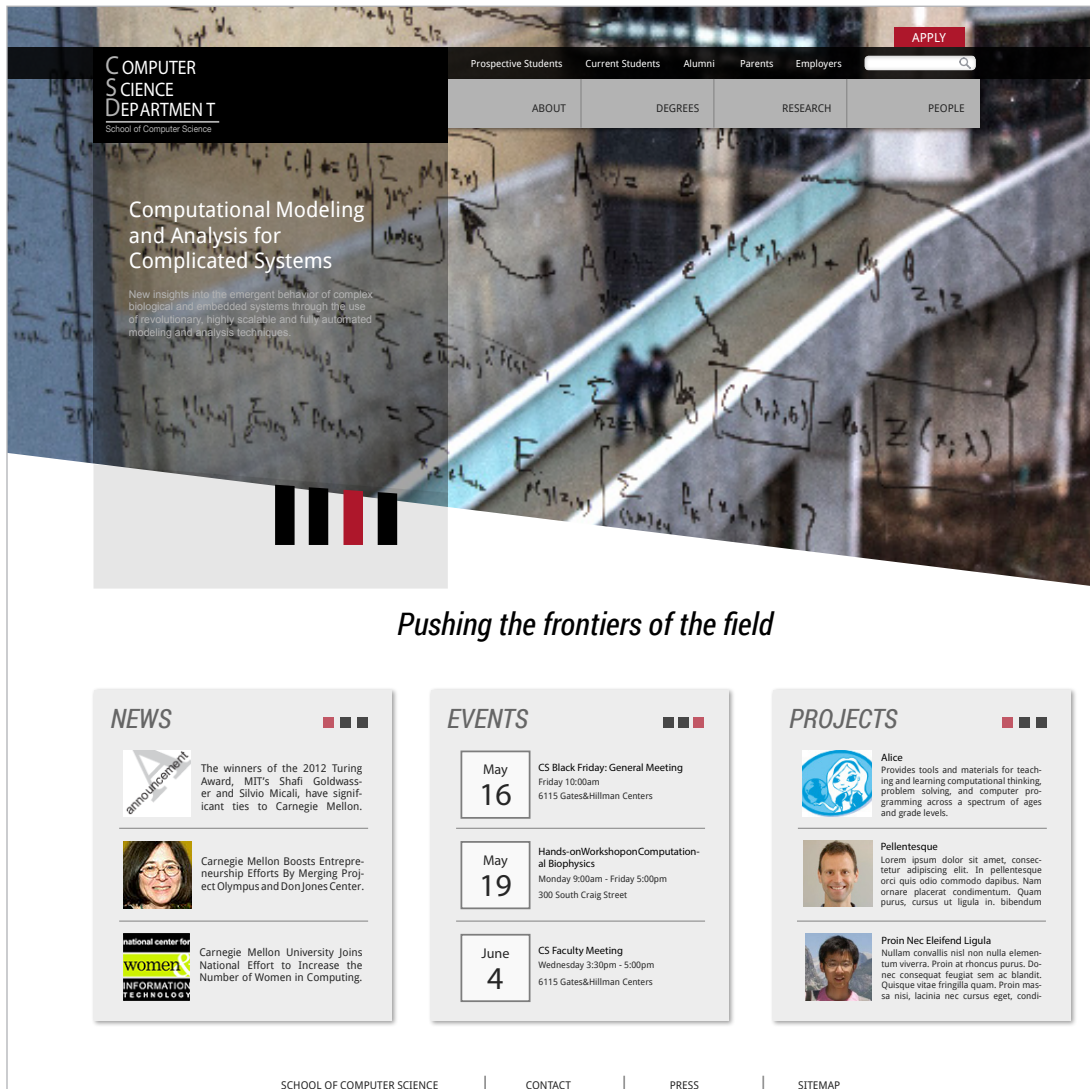 APPLY
Prospective Students Current Students Alumni Parents Employers
COMPUTER
SCIENCE
DEPARTMENT
School of Computer Science
ABOUT DEGREES RESEARCH PEOPLE
Computational Modeling
and Analysis for
Complicated Systems
New insights into the emergent behavior of complex
biological and embedded systems through the use
of revolutionary, highly scalable and fully automated
modeling and analysis techniques.
Pushing the frontiers of the field
NEWS
announcement
The winners of the 2012 Turing
Award, MIT's Shafi Goldwass-
er and Silvio Micali, have signif-
icant ties to Carnegie Mellon.
Carnegie Mellon Boosts Entrepre-
neurship Efforts By Merging Proj-
ect Olympus and Don Jones Center.
national center for
women&
INFORMATION
TECHNOLOGY
Carnegie Mellon University Joins
National Effort to Increase the
Number of Women in Computing.
EVENTS
May
16
CS Black Friday: General Meeting
Friday 10:00am
6115 Gates&Hillman Centers
May
19
Hands-onWorkshoponComputation-
al Biophysics
Monday 9:00am - Friday 5:00pm
300 South Craig Street
June
4
CS Faculty Meeting
Wednesday 3:30pm - 5:00pm
6115 Gates&Hillman Centers
PROJECTS
Alice
Provides tools and materials for teach-
ing and learning computational thinking,
problem solving, and computer pro-
gramming across a spectrum of ages
and grade levels.
Pellentesque
Lorem ipsum dolor sit amet, consec-
tetur adipiscing elit. In pellentesque
orci quis odio commodo dapibus. Nam
ornare placerat condimentum. Quam
purus, cursus ut ligula in. bibendum
Proin Nec Eleifend Ligula
Nullam convallis nisl non nulla elemen-
tum viverra. Proin at rhoncus purus. Do-
nec consequat feugiat sem ac blandit.
Quisque vitae fringilla quam. Proin mas-
sa nisi, lacinia nec cursus eget, condi-
SCHOOL OF COMPUTER SCIENCE CONTACT PRESS SITEMAP